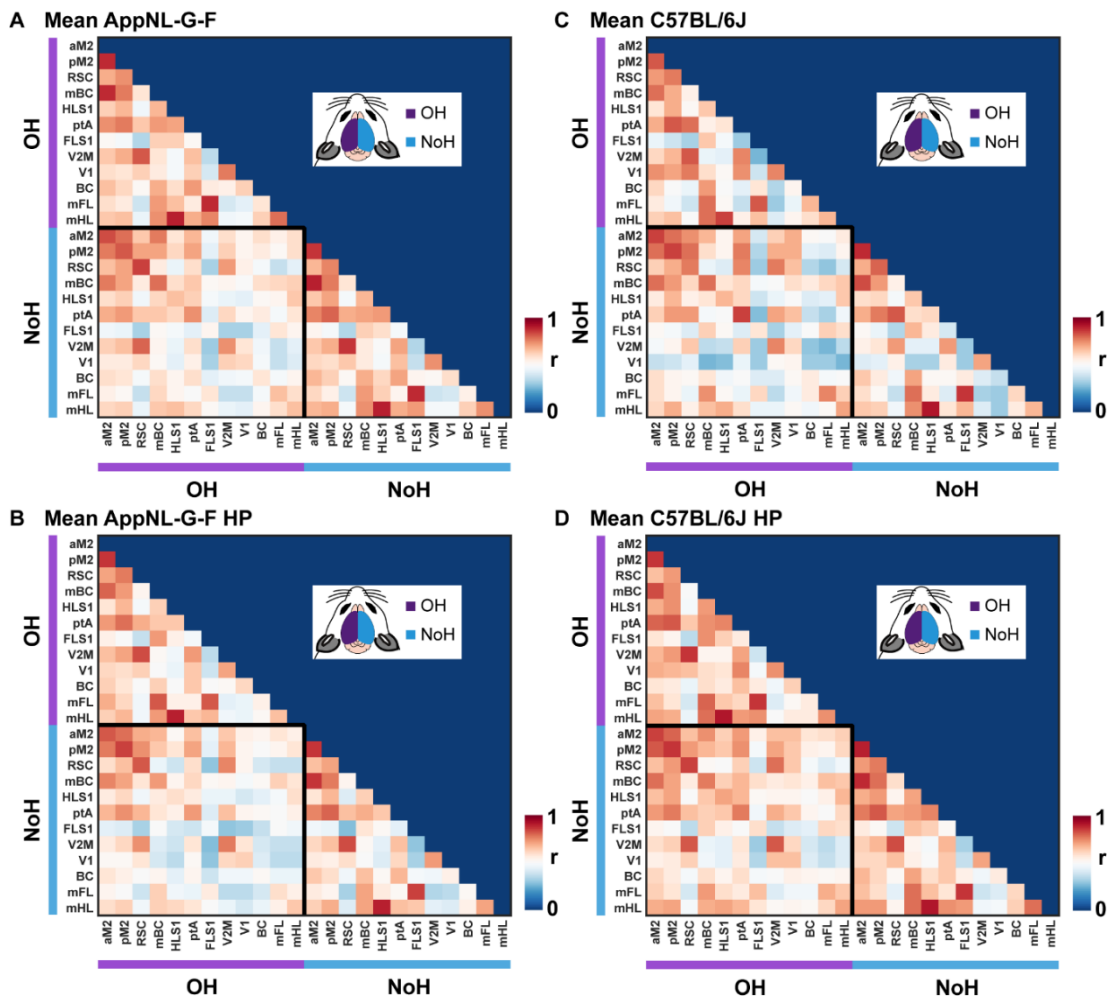 A Mean AppNL-G-F
aM2
pM2
RSC
mBC
HLS1
ptA
FLS1
V2M
V1
BC
mFL
mHL
aM2
pM2
RSC
mBC
HLS1
ptA
FLS1
V2M
V1
BC
mFL
mHL
OH
NoH
OH
NoH
1
r
0
aM2 pM2 RSC mBC HLS1 ptA FLS1 V2M V1 BC mFL mHL aM2 pM2 RSC mBC HLS1 ptA FLS1 V2M V1 BC mFL mHL
OH NoH
C Mean C57BL/6J
aM2
pM2
RSC
mBC
HLS1
ptA
FLS1
V2M
V1
BC
mFL
mHL
aM2
pM2
RSC
mBC
HLS1
ptA
FLS1
V2M
V1
BC
mFL
mHL
OH
NoH
OH
NoH
1
r
0
aM2 pM2 RSC mBC HLS1 ptA FLS1 V2M V1 BC mFL mHL aM2 pM2 RSC mBC HLS1 ptA FLS1 V2M V1 BC mFL mHL
OH NoH
B Mean AppNL-G-F HP
aM2
pM2
RSC
mBC
HLS1
ptA
FLS1
V2M
V1
BC
mFL
mHL
aM2
pM2
RSC
mBC
HLS1
ptA
FLS1
V2M
V1
BC
mFL
mHL
OH
NoH
OH
NoH
1
r
0
aM2 pM2 RSC mBC HLS1 ptA FLS1 V2M V1 BC mFL mHL aM2 pM2 RSC mBC HLS1 ptA FLS1 V2M V1 BC mFL mHL
OH NoH
D Mean C57BL/6J HP
aM2
pM2
RSC
mBC
HLS1
ptA
FLS1
V2M
V1
BC
mFL
mHL
aM2
pM2
RSC
mBC
HLS1
ptA
FLS1
V2M
V1
BC
mFL
mHL
OH
NoH
OH
NoH
1
r
0
aM2 pM2 RSC mBC HLS1 ptA FLS1 V2M V1 BC mFL mHL aM2 pM2 RSC mBC HLS1 ptA FLS1 V2M V1 BC mFL mHL
OH NoH